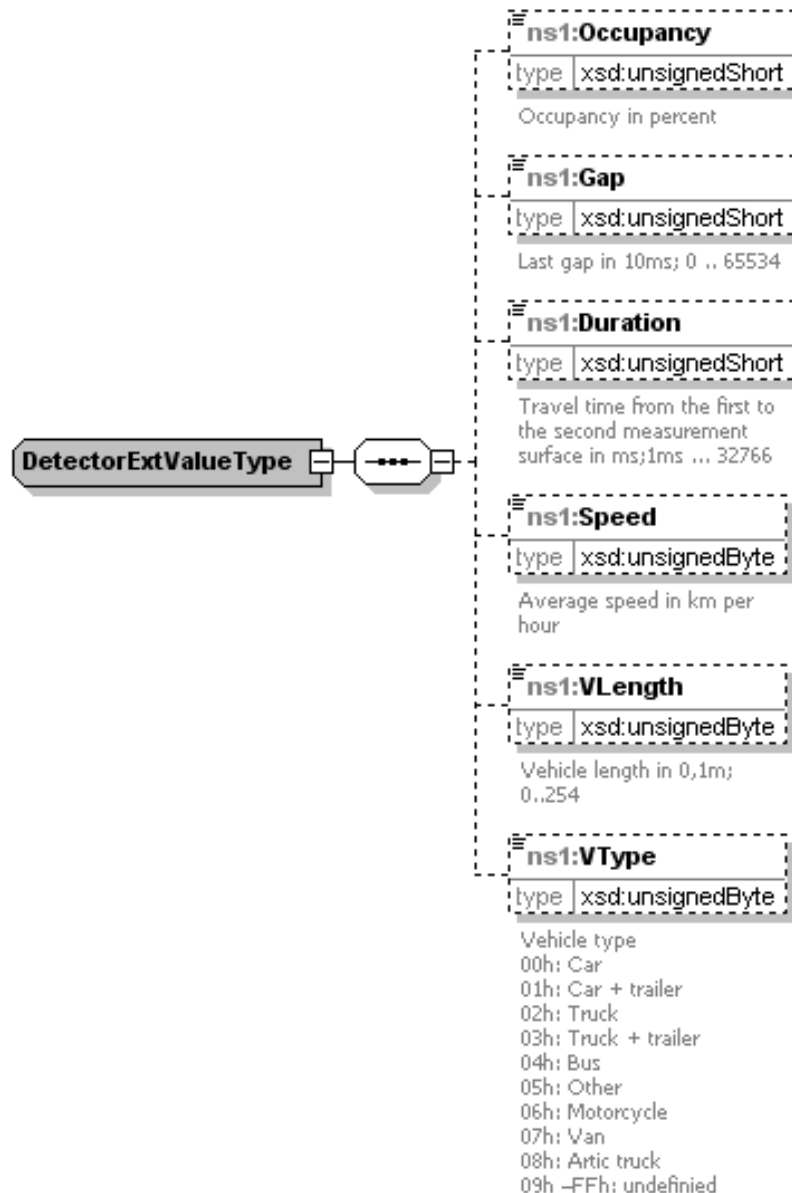 ns1:Occupancy
type xsd:unsignedShort
Occupancy in percent
ns1:Gap
type xsd:unsignedShort
Last gap in 10ms; 0 .. 65534
ns1:Duration
type xsd:unsignedShort
Travel time from the first to
the second measurement
surface in ms;1ms ... 32766
DetectorExtValueType
ns1:Speed
type xsd:unsignedByte
Average speed in km per
hour
ns1:VLength
type xsd:unsignedByte
Vehicle length in 0,1m;
0..254
ns1:VType
type xsd:unsignedByte
Vehicle type
00h: Car
01h: Car + trailer
02h: Truck
03h: Truck + trailer
04h: Bus
05h: Other
06h: Motorcycle
07h: Van
08h: Artic truck
09h –FFh: undefinied